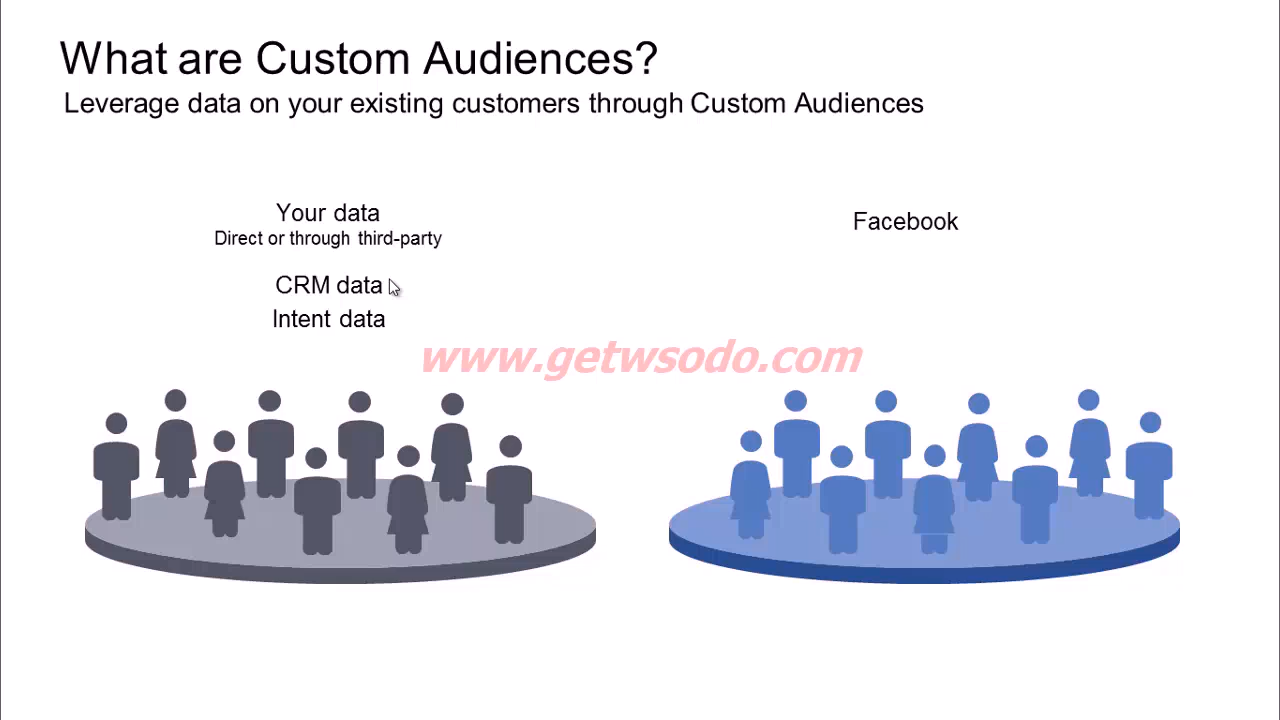 What are Custom Audiences?
Leverage data on your existing customers through Custom Audiences
Your data
Direct or through third-party
CRM data
Intent data
Facebook
www.getwsodo.com